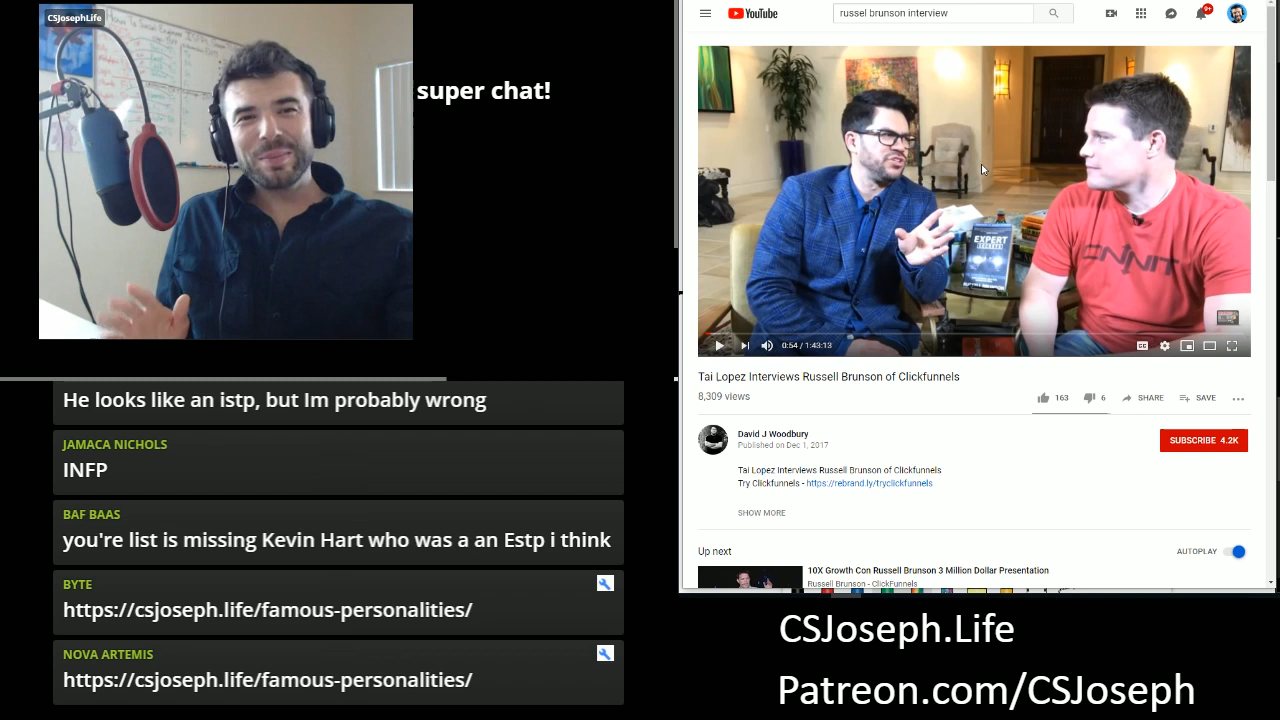 CSJosephLife
super chat!
He looks like an istp, but Im probably wrong
JAMACA NICHOLS
INFP
BAF BAAS
you're list is missing Kevin Hart who was a an Estp i think
BYTE
https://csjoseph.life/famous-personalities/
NOVA ARTEMIS
https://csjoseph.life/famous-personalities/
YouTube
russel brunson interview
9+
EXPERT
0:54 / 1:43:13
CC
Tai Lopez Interviews Russell Brunson of Clickfunnels
8,309 views
163
6
SHARE
SAVE
David J Woodbury
Published on Dec 1, 2017
SUBSCRIBE 4.2K
Tai Lopez Interviews Russell Brunson of Clickfunnels
Try Clickfunnels - https://rebrand.ly/tryclickfunnels
SHOW MORE
Up next
AUTOPLAY
10X Growth Con Russell Brunson 3 Million Dollar Presentation
Russell Brunson - ClickFunnels
CSJoseph.Life
Patreon.com/CSJoseph